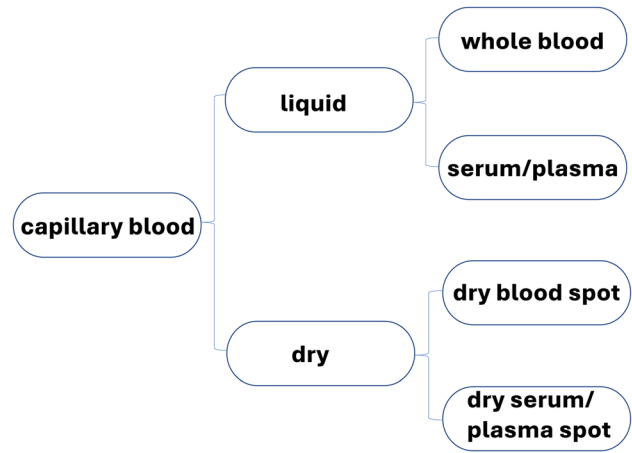 whole blood
liquid
serum/plasma
capillary blood
dry blood spot
dry
dry serum/
plasma spot